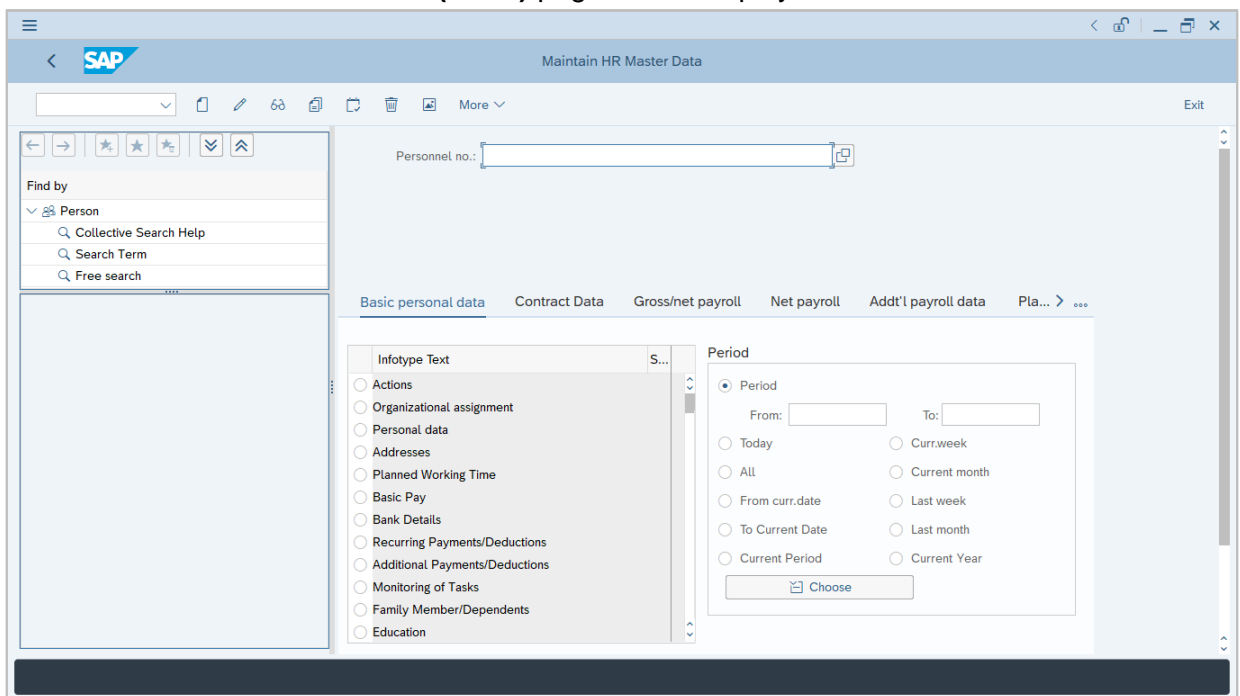 SAP
Maintain HR Master Data
More
Exit
Personnel no.:
Find by
Person
Collective Search Help
Search Term
Free search
Basic personal data Contract Data Gross/net payroll Net payroll Addt'l payroll data Pla...
Infotype Text S...
Actions
Organizational assignment
Personal data
Addresses
Planned Working Time
Basic Pay
Bank Details
Recurring Payments/Deductions
Additional Payments/Deductions
Monitoring of Tasks
Family Member/Dependents
Education
Period
Period
From: To:
Today Curr.week
All Current month
From curr.date Last week
To Current Date Last month
Current Period Current Year
Choose